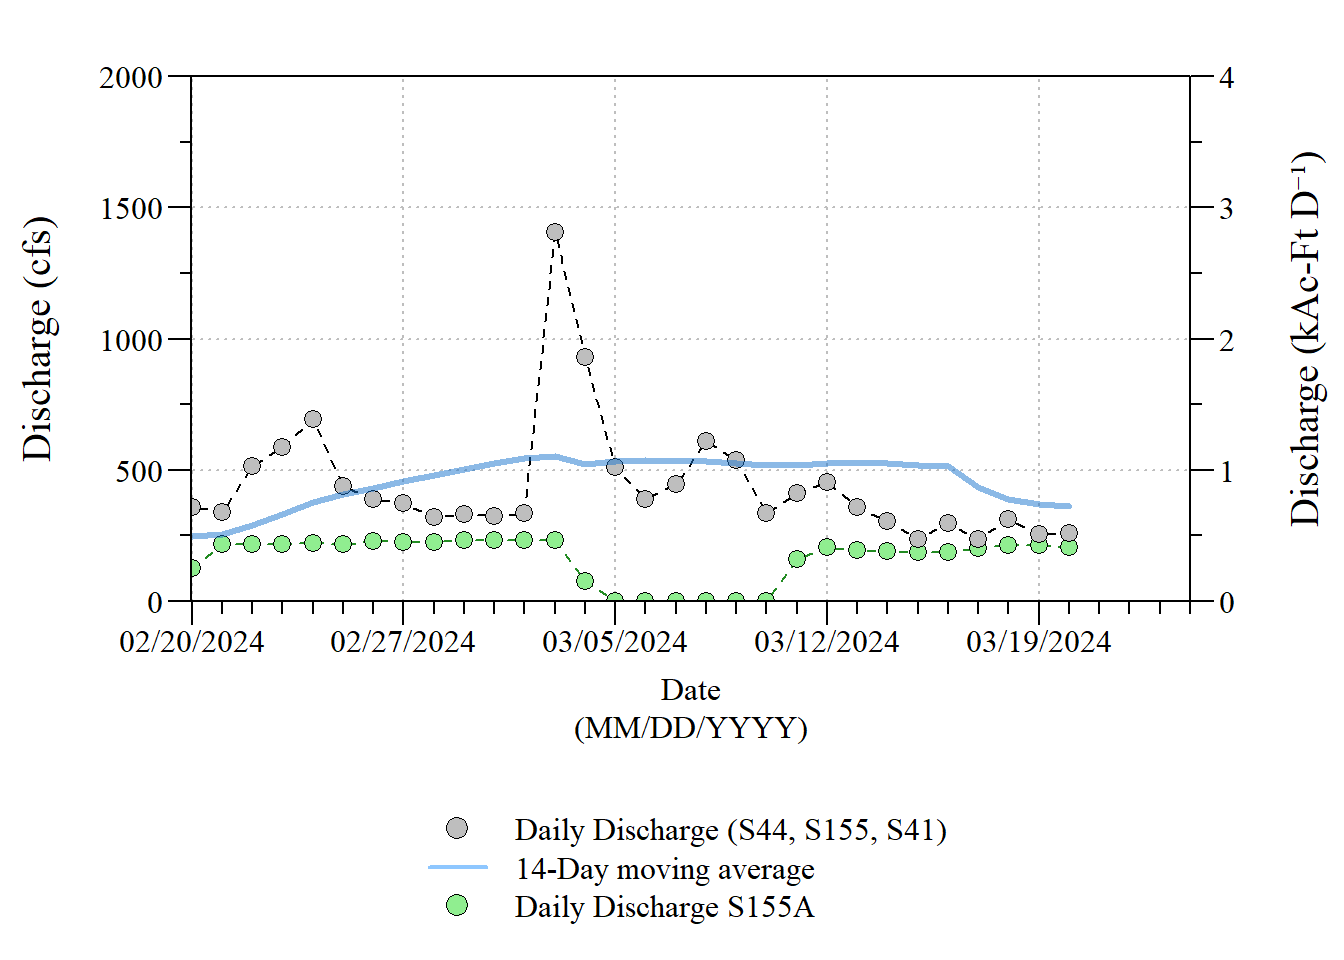 2000
1500
1000
500
0
Discharge (cfs)
4
3
2
1
0
Discharge (kAc-Ft D⁻¹)
02/20/2024 02/27/2024 03/05/2024 03/12/2024 03/19/2024
Date
(MM/DD/YYYY)
Daily Discharge (S44, S155, S41)
14-Day moving average
Daily Discharge S155A